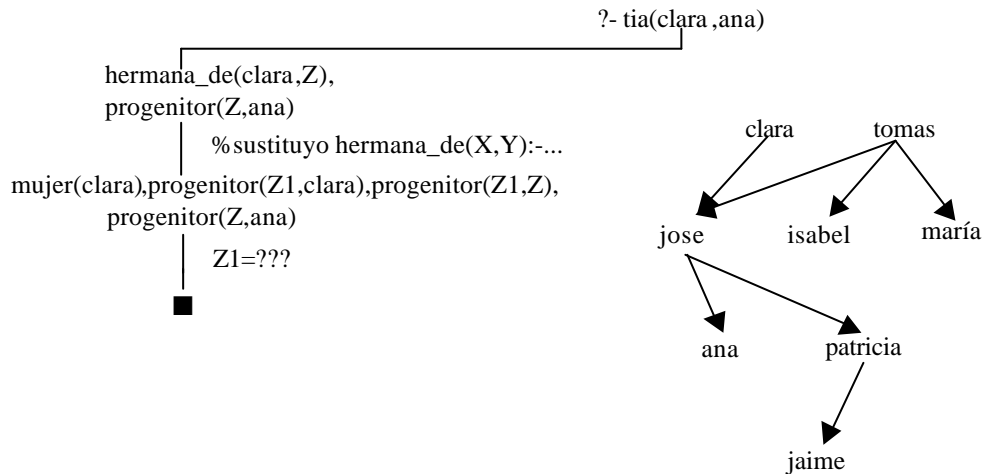 ?- tia(clara ,ana)
hermana_de(clara,Z),
progenitor(Z,ana)
%sustituyo hermana_de(X,Y):-...
mujer(clara),progenitor(Z1,clara),progenitor(Z1,Z),
progenitor(Z,ana)
Z1=???
clara tomas
jose isabel maría
ana patricia
jaime